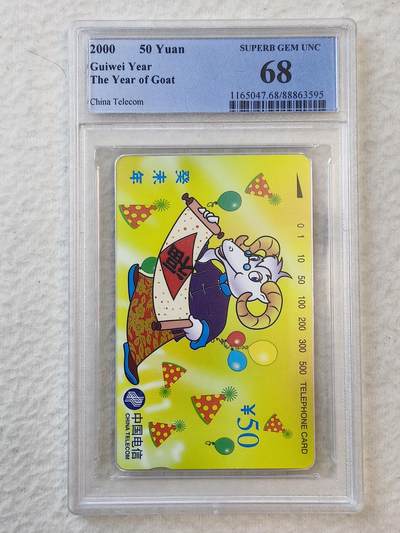 2000 50 Yuan
Guiwei Year
The Year of Goat
China Telecom
SUPERB GEM UNC
68
1165047.68/88863595
癸未年
福
0 1 10 50 100 200 300 500 TELEPHONE CARD
¥50
中国电信
CHINA TELECOM